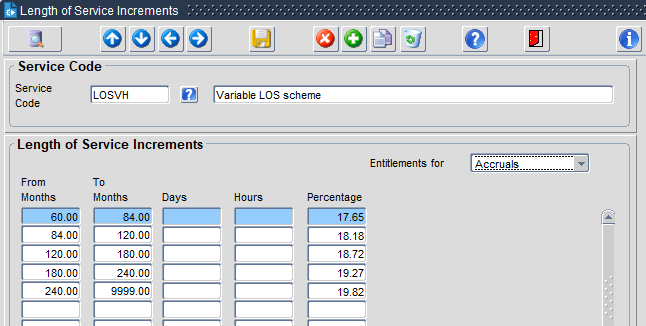 Length of Service Increments
Service Code
Service
Code
LOSVH
Variable LOS scheme
Length of Service Increments
Entitlements for
Accruals
From
Months
To
Months
Days
Hours
Percentage
60.00 84.00 17.65
84.00 120.00 18.18
120.00 180.00 18.72
180.00 240.00 19.27
240.00 9999.00 19.82